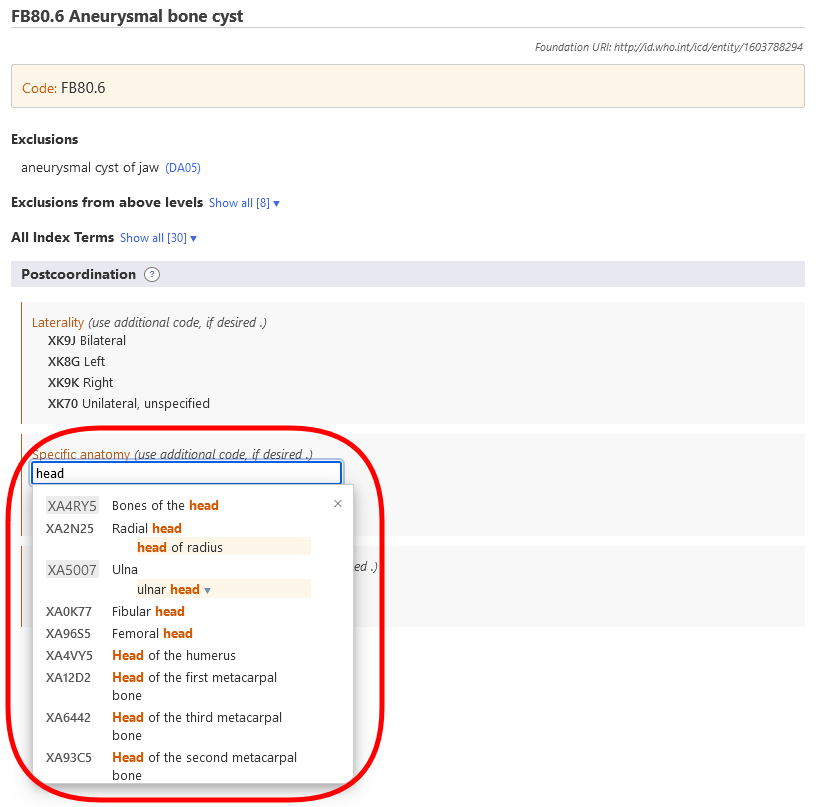 FB80.6 Aneurysmal bone cyst
Foundation URI: http://id.who.int/icd/entity/1603788294
Code: FB80.6
Exclusions
aneurysmal cyst of jaw (DA05)
Exclusions from above levels Show all [8] ▾
All Index Terms Show all [30] ▾
Postcoordination ?
Laterality (use additional code, if desired .)
XK9J Bilateral
XK8G Left
XK9K Right
XK70 Unilateral, unspecified
Specific anatomy (use additional code, if desired .)
head
XA4RY5 Bones of the head ×
XA2N25 Radial head
head of radius
ed .)
XA5007 Ulna
ulnar head ▾
XA0K77 Fibular head
XA96S5 Femoral head
XA4VY5 Head of the humerus
XA12D2 Head of the first metacarpal
bone
XA6442 Head of the third metacarpal
bone
XA93C5 Head of the second metacarpal
bone